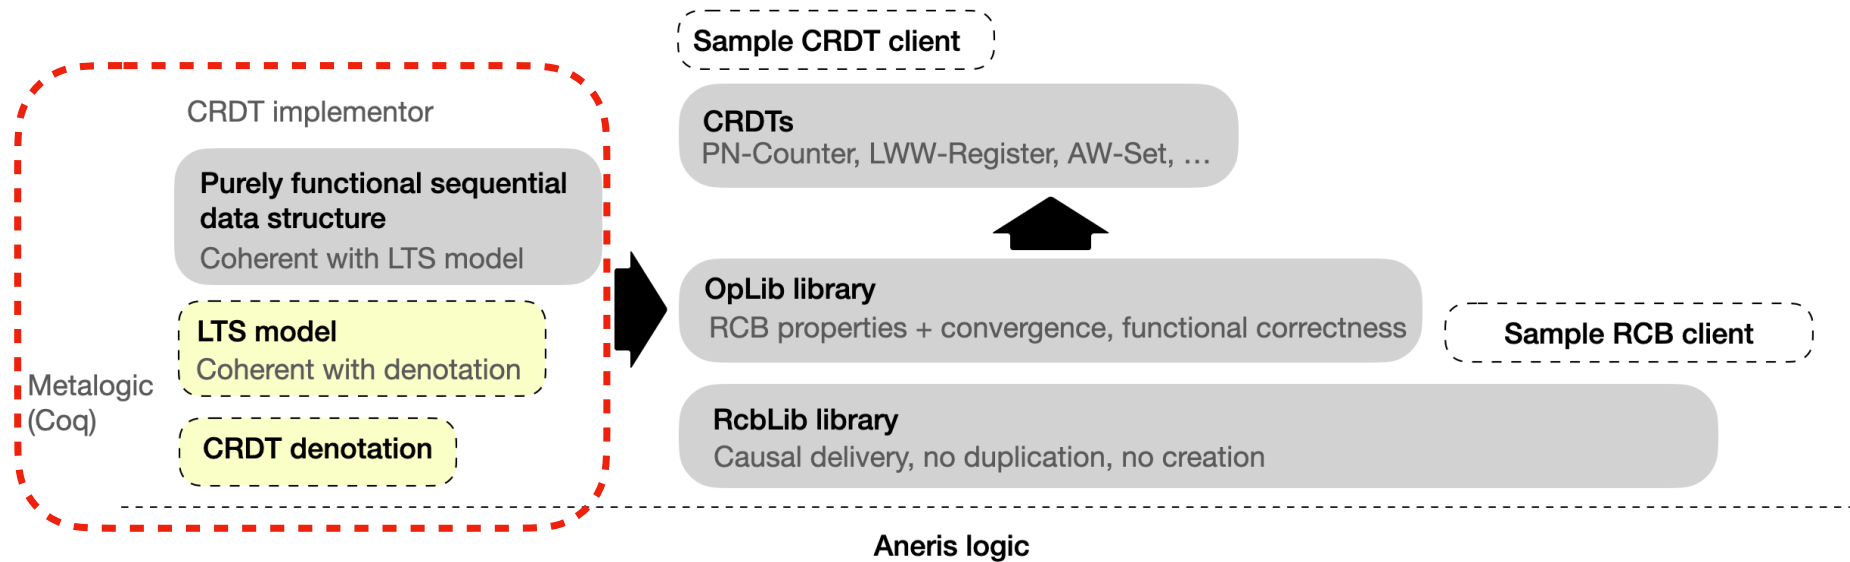 CRDT implementor
Purely functional sequential
data structure
Coherent with LTS model
LTS model
Coherent with denotation
Metalogic
(Coq)
CRDT denotation
Sample CRDT client
CRDTs
PN-Counter, LWW-Register, AW-Set, ...
OpLib library
RCB properties + convergence, functional correctness
Sample RCB client
RcbLib library
Causal delivery, no duplication, no creation
Aneris logic